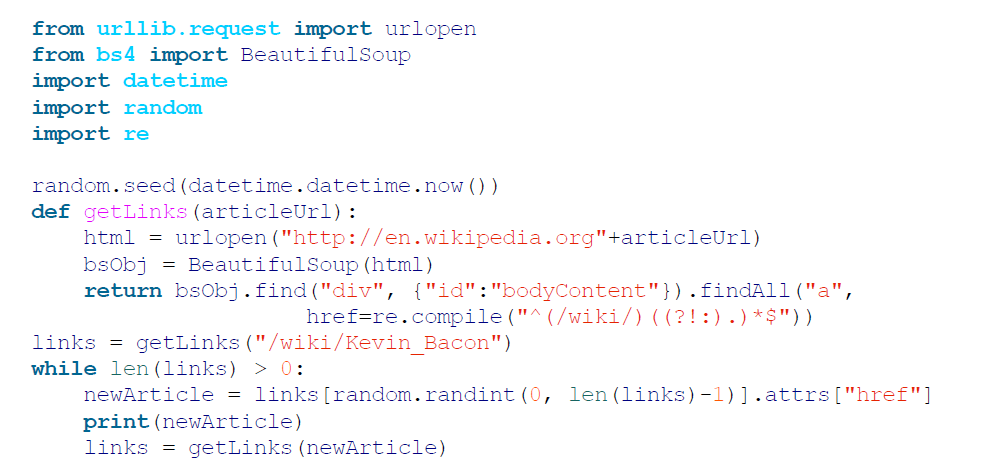 from urllib.request import urlopen
from bs4 import BeautifulSoup
import datetime
import random
import re

random.seed(datetime.datetime.now())
def getLinks(articleUrl):
    html = urlopen("http://en.wikipedia.org"+articleUrl)
    bsObj = BeautifulSoup(html)
    return bsObj.find("div", {"id":"bodyContent"}).findAll("a",
                     href=re.compile("^(/wiki/)((?!:).)*$"))
links = getLinks("/wiki/Kevin_Bacon")
while len(links) > 0:
    newArticle = links[random.randint(0, len(links)-1)].attrs["href"]
    print(newArticle)
    links = getLinks(newArticle)